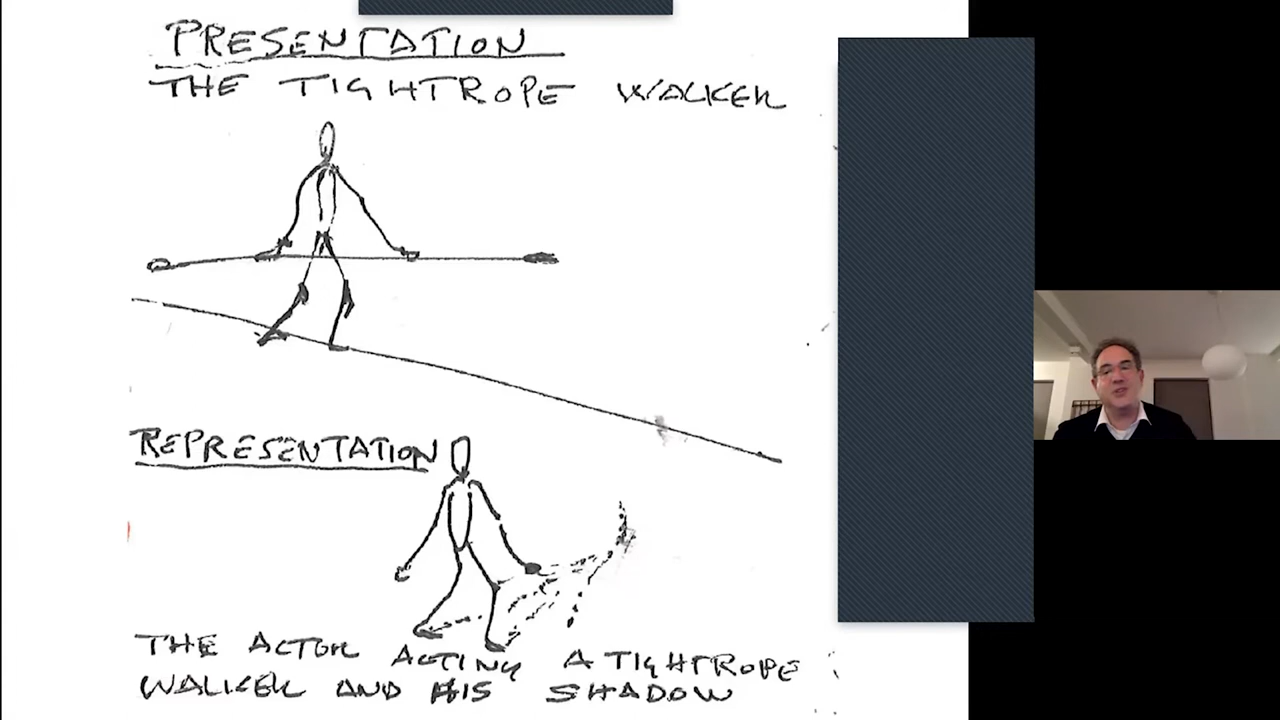 PRESENTATION
THE TIGHTROPE WALKER
REPRESENTATION
THE ACTOR ACTING A TIGHTROPE
WALKER AND HIS SHADOW